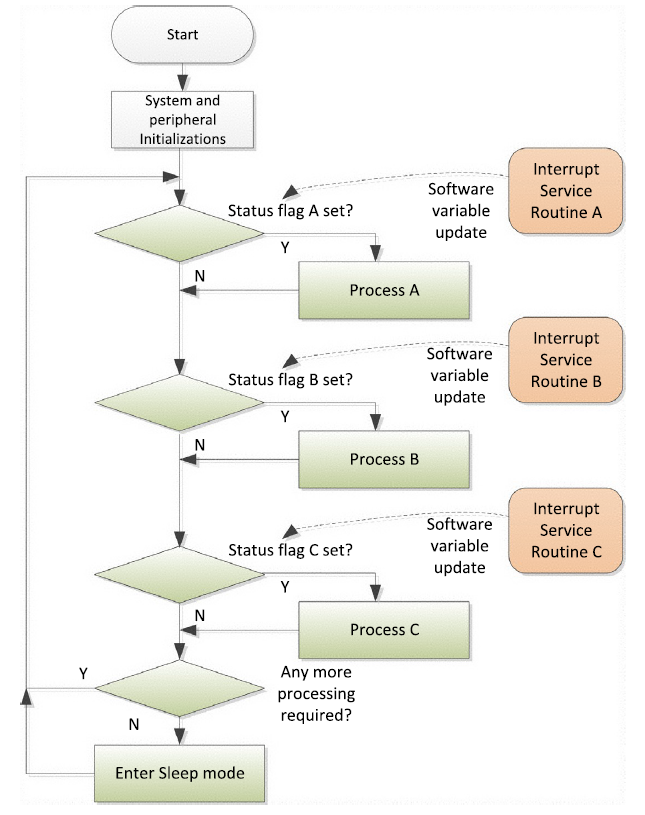 Start
System and
peripheral
Initializations
Interrupt
Service
Routine A
Software
variable
update
Status flag A set?
Y
N
Process A
Interrupt
Service
Routine B
Software
variable
update
Status flag B set?
Y
N
Process B
Interrupt
Service
Routine C
Software
variable
update
Status flag C set?
Y
N
Process C
Any more
processing
required?
Y
N
Enter Sleep mode